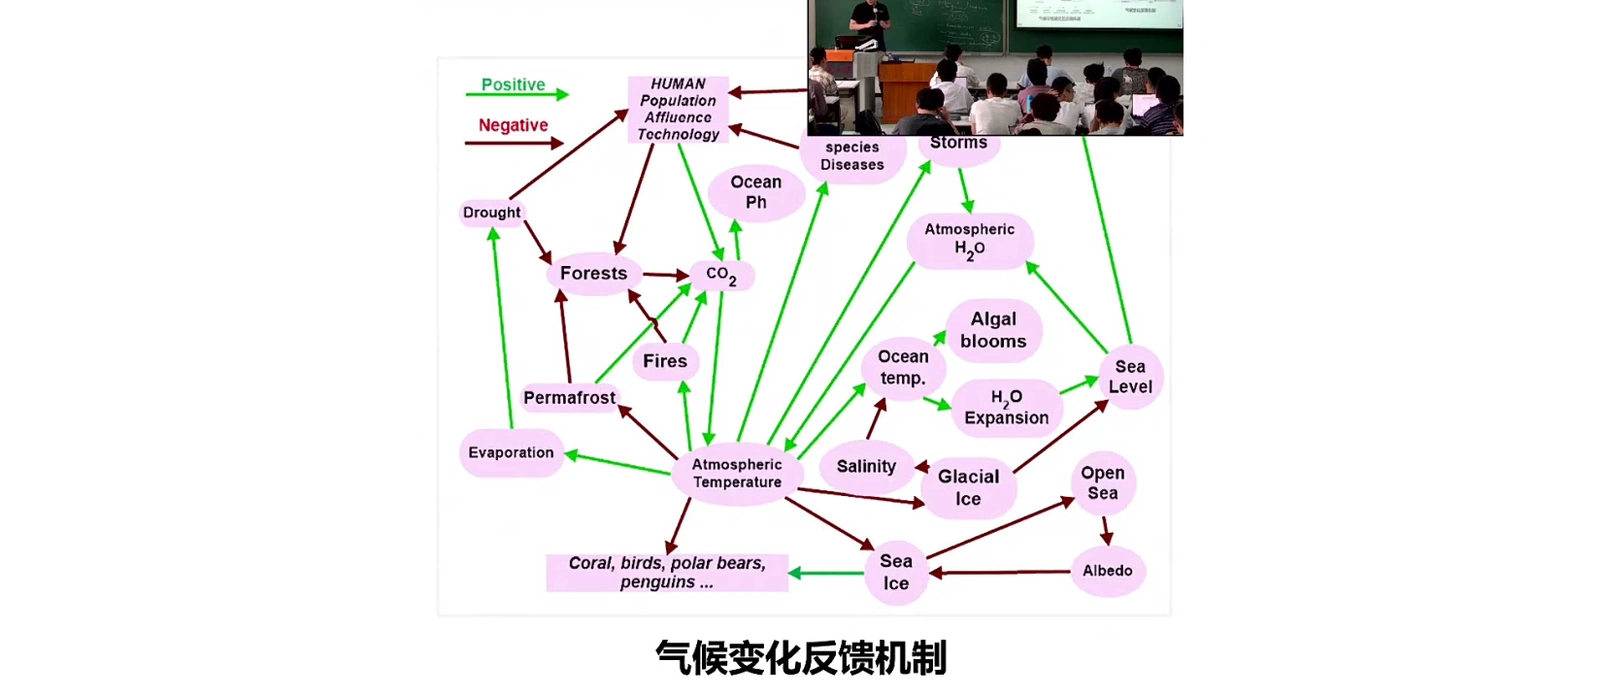 Positive
Negative
HUMAN
Population
Affluence
Technology
species
Diseases
Storms
Ocean
Ph
Drought
Atmospheric
H2O
Forests
CO2
Algal
blooms
Fires
Ocean
temp.
Sea
Level
Permafrost
H2O
Expansion
Evaporation
Atmospheric
Temperature
Salinity
Glacial
Ice
Open
Sea
Coral, birds, polar bears,
penguins ...
Sea
Ice
Albedo
气候变化反馈机制